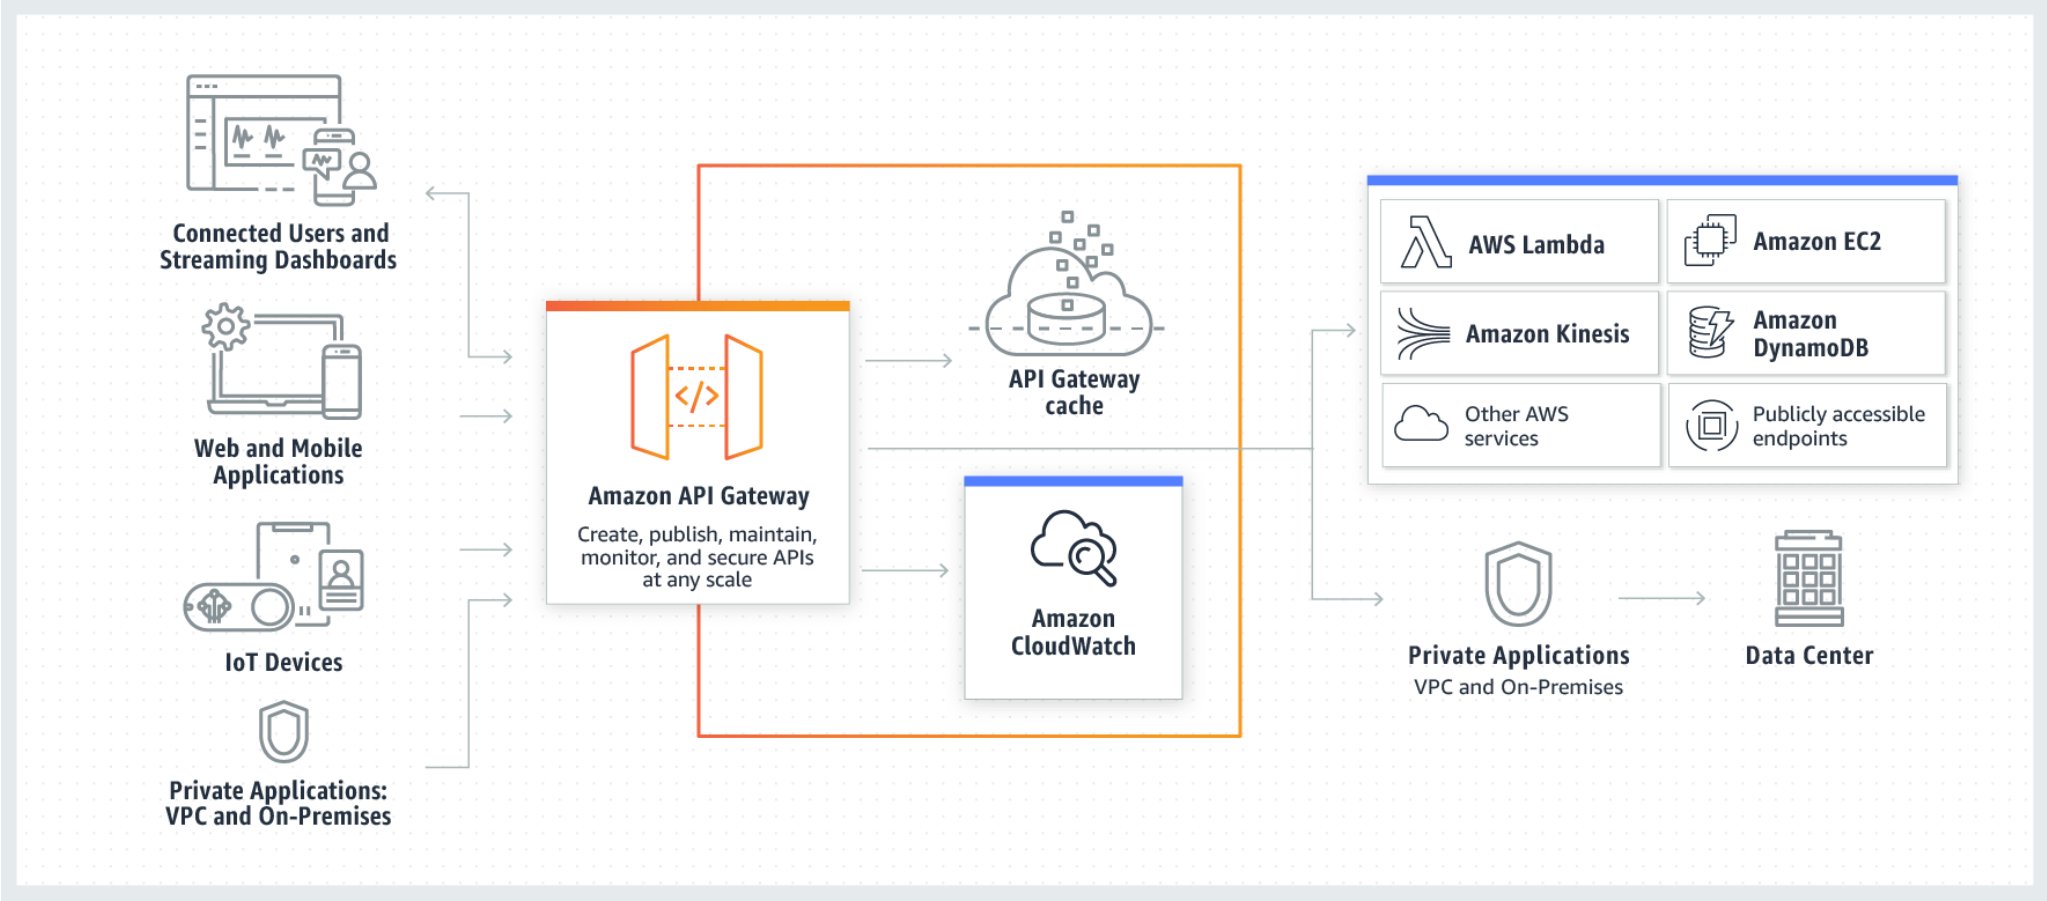 Connected Users and
Streaming Dashboards
Web and Mobile
Applications
IoT Devices
Private Applications:
VPC and On-Premises
</>
Amazon API Gateway
Create, publish, maintain,
monitor, and secure APIs
at any scale
API Gateway
cache
Amazon
CloudWatch
AWS Lambda
Amazon EC2
Amazon Kinesis
Amazon
DynamoDB
Other AWS
services
Publicly accessible
endpoints
Private Applications
VPC and On-Premises
Data Center